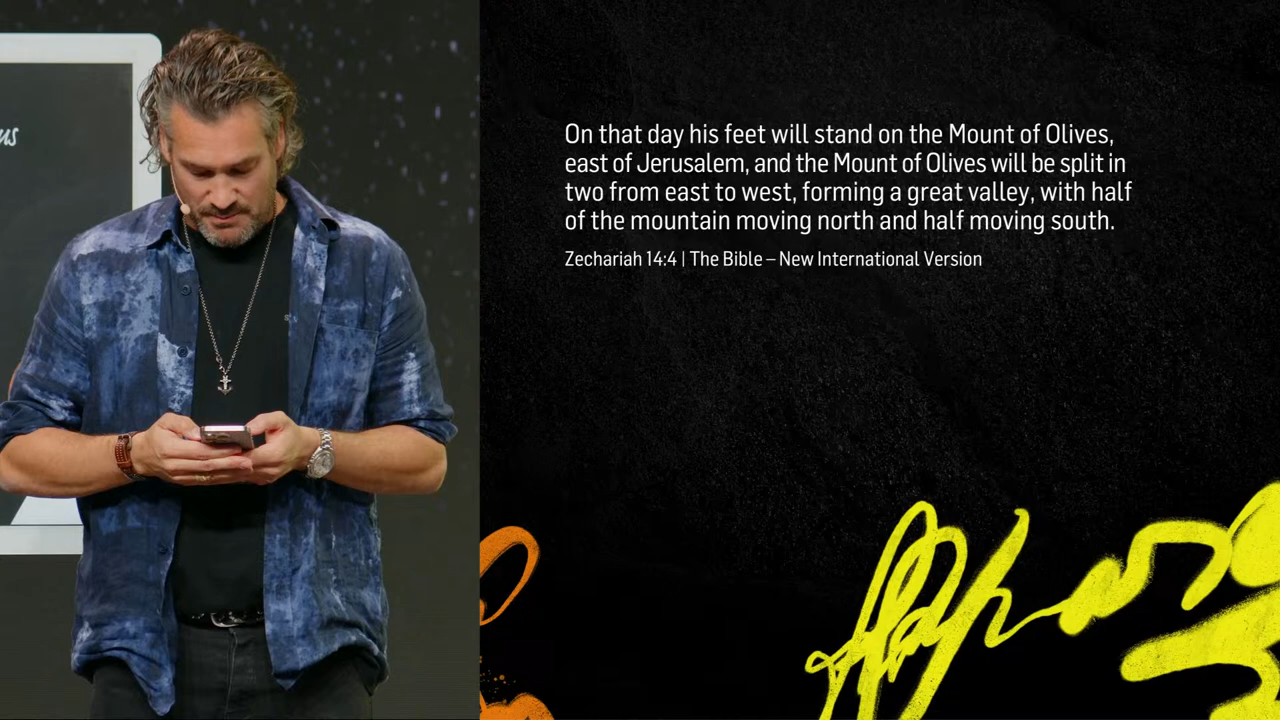 us
On that day his feet will stand on the Mount of Olives,
east of Jerusalem, and the Mount of Olives will be split in
two from east to west, forming a great valley, with half
of the mountain moving north and half moving south.
Zechariah 14:4 | The Bible – New International Version